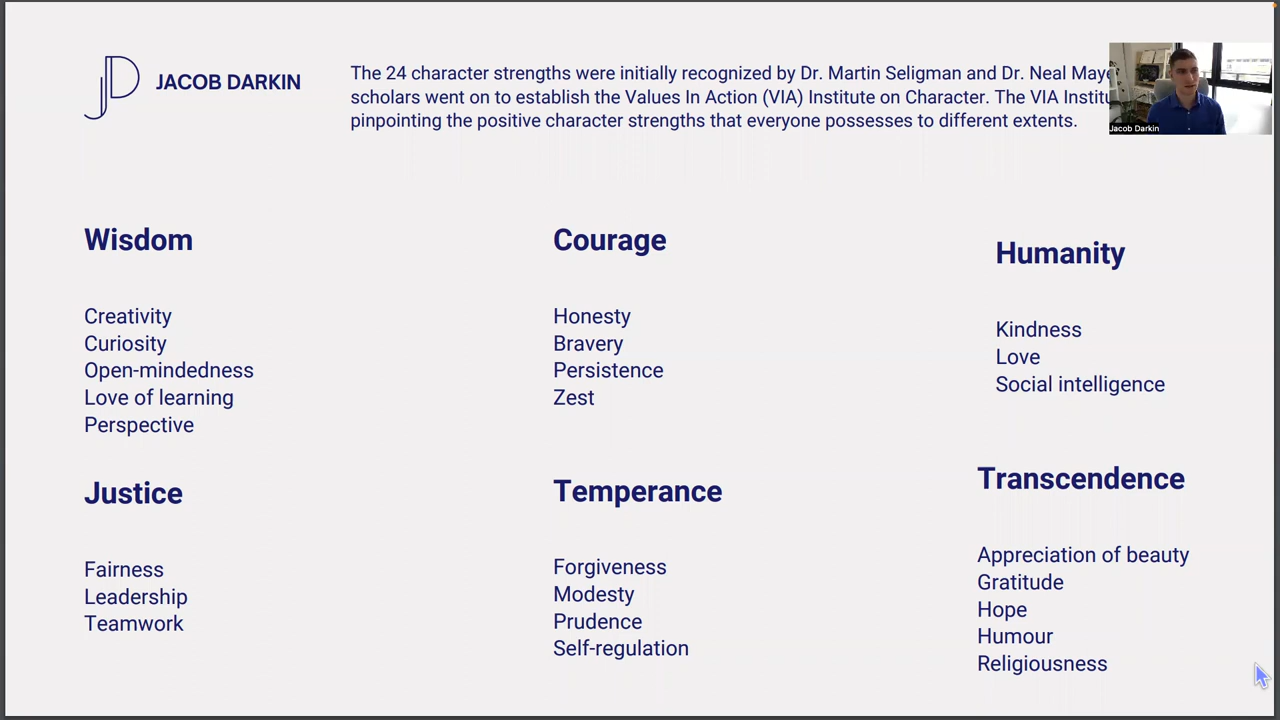 JACOB DARKIN
The 24 character strengths were initially recognized by Dr. Martin Seligman and Dr. Neal
scholars went on to establish the Values In Action (VIA) Institute on Character. The VIA
pinpointing the positive character strengths that everyone possesses to different extents.
Jacob Darkin
Wisdom
Creativity
Curiosity
Open-mindedness
Love of learning
Perspective
Courage
Honesty
Bravery
Persistence
Zest
Humanity
Kindness
Love
Social intelligence
Justice
Fairness
Leadership
Teamwork
Temperance
Forgiveness
Modesty
Prudence
Self-regulation
Transcendence
Appreciation of beauty
Gratitude
Hope
Humour
Religiousness